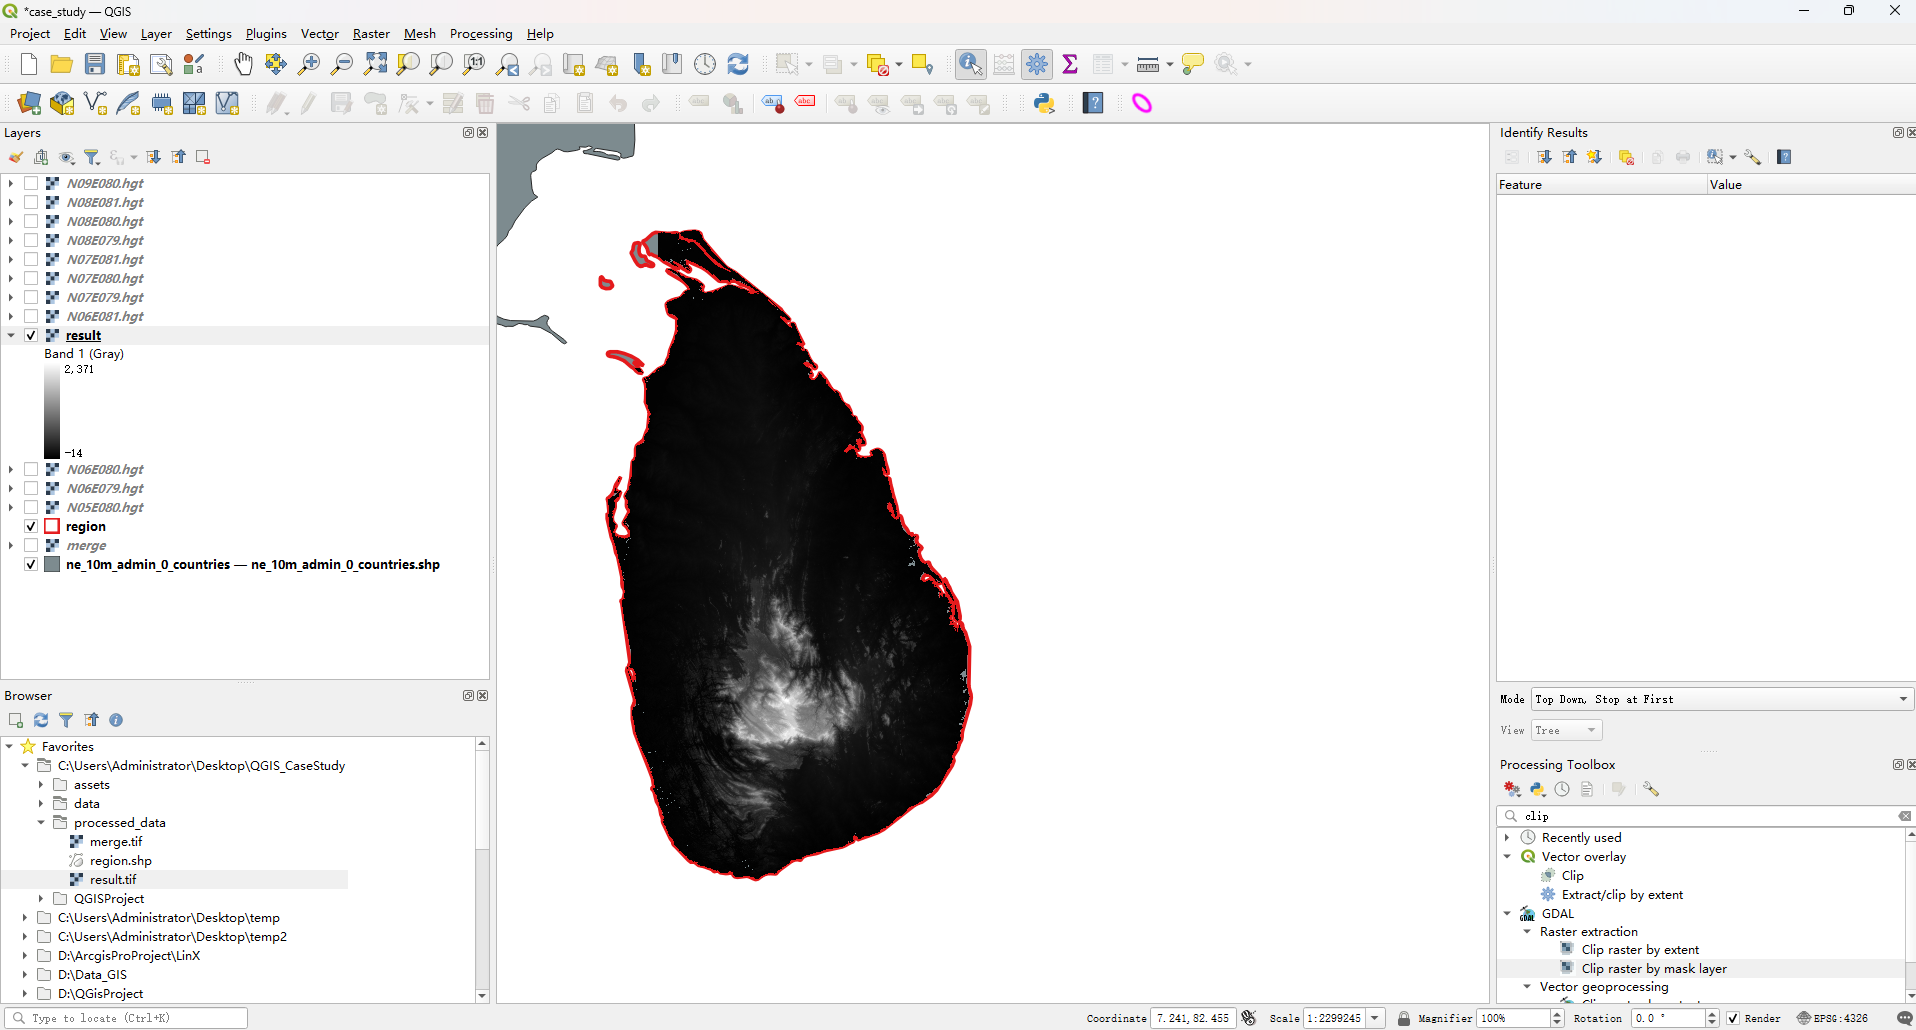 *case_study — QGIS
Project Edit View Layer Settings Plugins Vector Raster Mesh Processing Help
Layers
N09E080.hgt
N08E081.hgt
N08E080.hgt
N08E079.hgt
N07E081.hgt
N07E080.hgt
N07E079.hgt
N06E081.hgt
result
Band 1 (Gray)
2,371
-14
N06E080.hgt
N06E079.hgt
N05E080.hgt
region
merge
ne_10m_admin_0_countries — ne_10m_admin_0_countries.shp
Browser
Favorites
C:\Users\Administrator\Desktop\QGIS_CaseStudy
assets
data
processed_data
merge.tif
region.shp
result.tif
QGISProject
C:\Users\Administrator\Desktop\temp
C:\Users\Administrator\Desktop\temp2
D:\ArcgisProProject\LinX
D:\Data_GIS
D:\QGisProject
Identify Results
Feature Value
Mode Top Down, Stop at First
View Tree
Processing Toolbox
clip
Recently used
Vector overlay
Clip
Extract/clip by extent
GDAL
Raster extraction
Clip raster by extent
Clip raster by mask layer
Vector geoprocessing
Type to locate (Ctrl+K)
Coordinate 7.241,82.455 Scale 1:2299245 Magnifier 100% Rotation 0.0 ° Render EPSG:4326